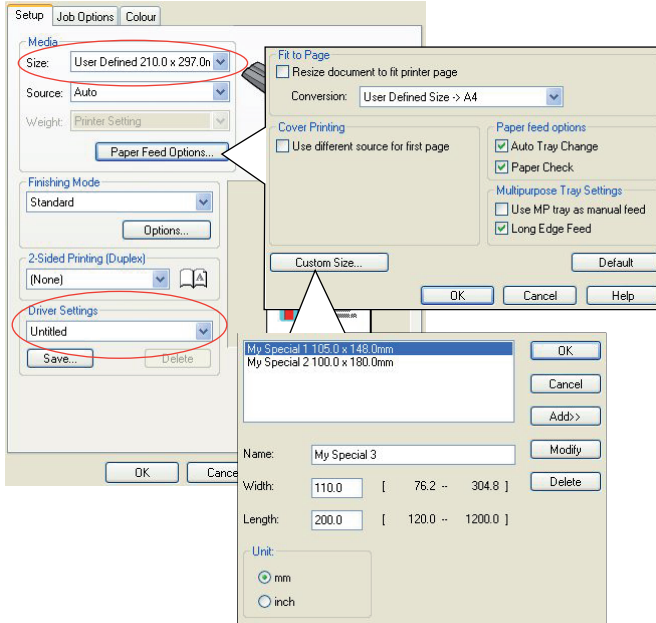 Setup Job Options Colour
Media
Size: User Defined 210.0 x 297.0n
Source: Auto
Weight: Printer Setting
Paper Feed Options...
Finishing Mode
Standard
Options...
2-Sided Printing (Duplex)
(None)
A
Driver Settings
Untitled
Save... Delete
OK Cance
Fit to Page
Resize document to fit printer page
Conversion: User Defined Size -> A4
Cover Printing
Use different source for first page
Paper feed options
Auto Tray Change
Paper Check
Multipurpose Tray Settings
Use MP tray as manual feed
Long Edge Feed
Custom Size... Default
OK Cancel Help
My Special 1 105.0 x 148.0mm
My Special 2 100.0 x 180.0mm
OK
Cancel
Add>>
Modify
Delete
Name: My Special 3
Width: 110.0 [ 76.2 -- 304.8 ]
Length: 200.0 [ 120.0 -- 1200.0 ]
Unit:
mm
inch